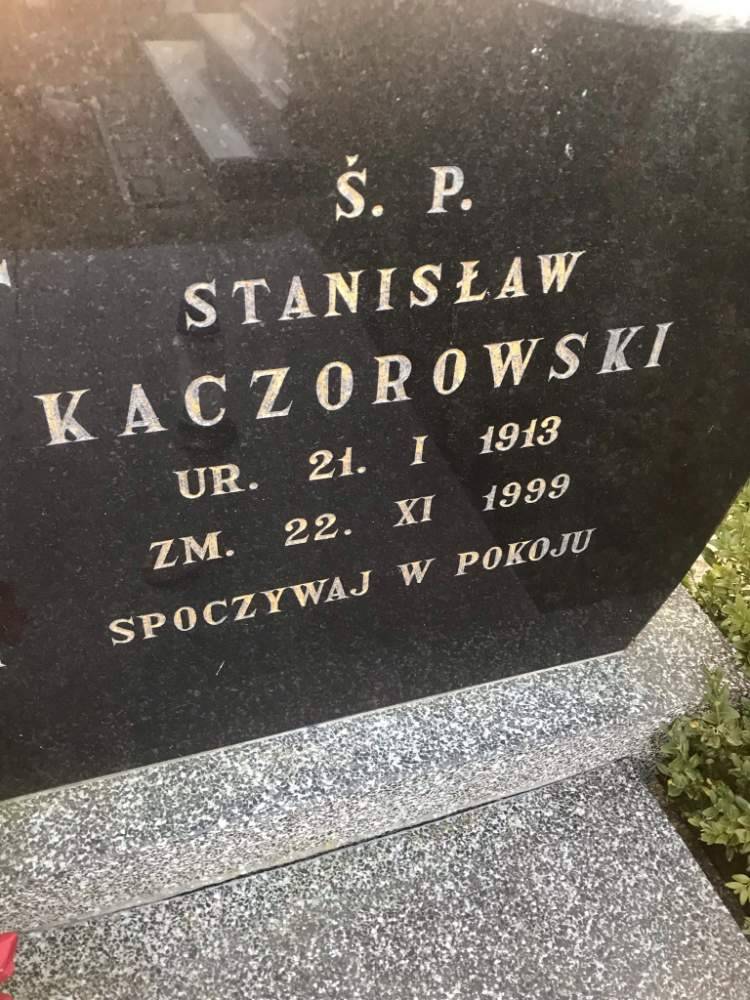 Ś. P.
STANISŁAW
KACZOROWSKI
UR. 21. I 1913
ZM. 22. XI 1999
SPOCZYWAJ W POKOJU